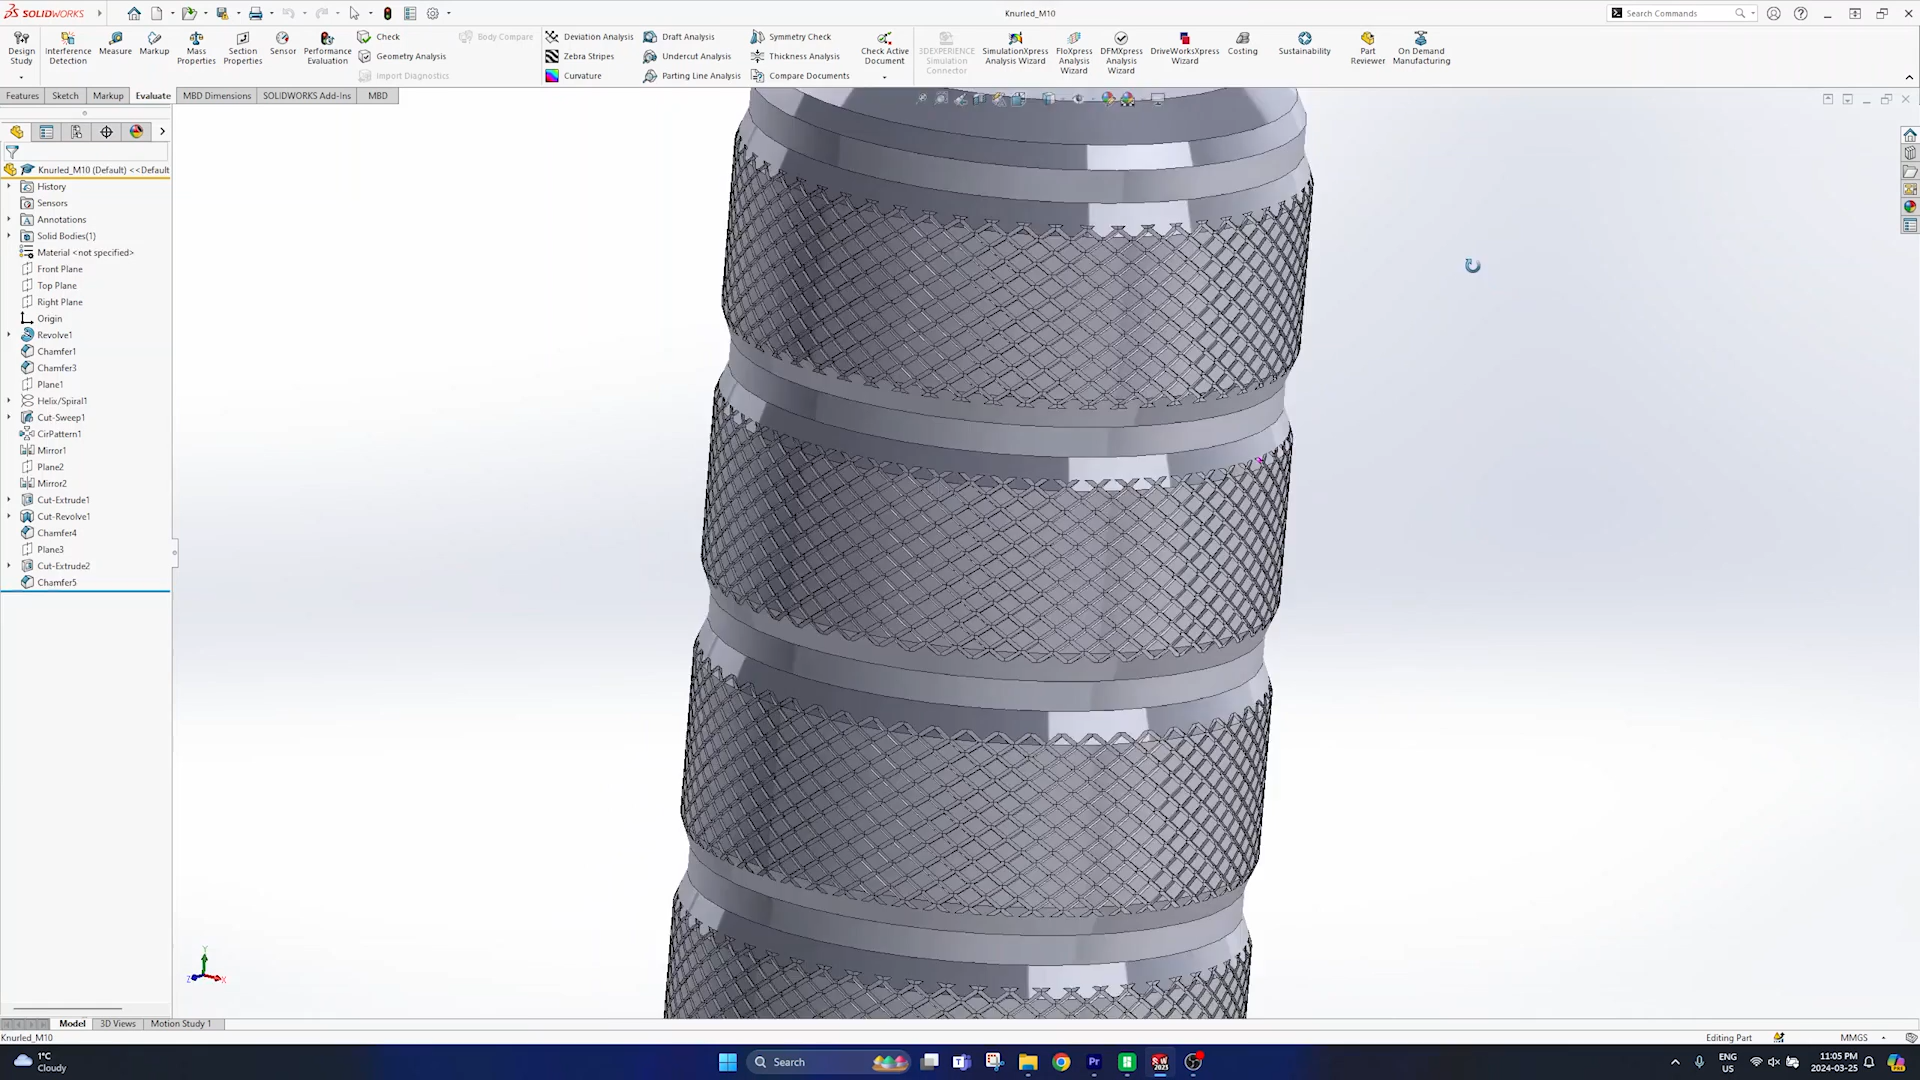 SOLIDWORKS
Knurled_M10
Search Commands
Design Study
Interference Detection
Measure
Markup
Mass Properties
Section Properties
Sensor
Performance Evaluation
Check
Geometry Analysis
Import Diagnostics
Body Compare
Deviation Analysis
Zebra Stripes
Curvature
Draft Analysis
Undercut Analysis
Parting Line Analysis
Symmetry Check
Thickness Analysis
Compare Documents
Check Active Document
3DEXPERIENCE Simulation Connector
SimulationXpress Analysis Wizard
FloXpress Analysis Wizard
DFMXpress Analysis Wizard
DriveWorksXpress Wizard
Costing
Sustainability
Part Reviewer
On Demand Manufacturing
Features Sketch Markup Evaluate MBD Dimensions SOLIDWORKS Add-Ins MBD
Knurled_M10 (Default) <<Default
History
Sensors
Annotations
Solid Bodies(1)
Material <not specified>
Front Plane
Top Plane
Right Plane
Origin
Revolve1
Chamfer1
Chamfer3
Plane1
Helix/Spiral1
Cut-Sweep1
CirPattern1
Mirror1
Plane2
Mirror2
Cut-Extrude1
Cut-Revolve1
Chamfer4
Plane3
Cut-Extrude2
Chamfer5
Y
Z X
Model 3D Views Motion Study 1
Knurled_M10
Editing Part
MMGS
1°C
Cloudy
Search
ENG
US
11:05 PM
2024-03-25